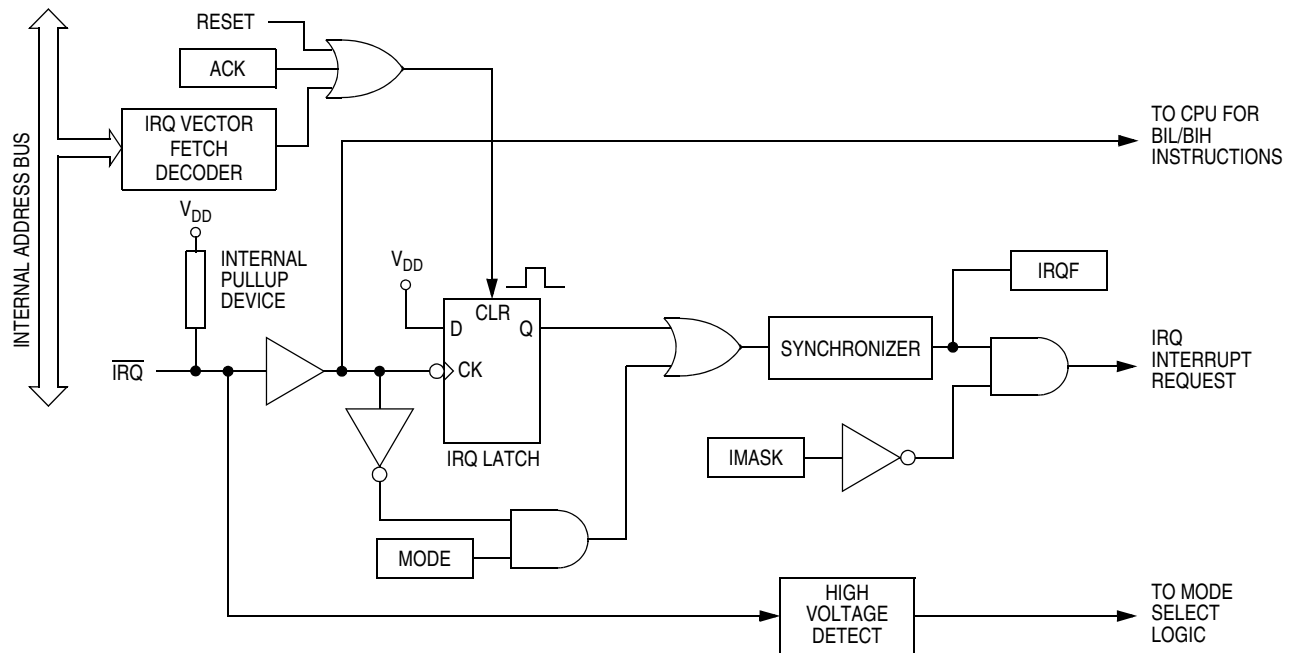 RESET
ACK
INTERNAL ADDRESS BUS
IRQ VECTOR
FETCH
DECODER
TO CPU FOR
BIL/BIH
INSTRUCTIONS
VDD
INTERNAL
PULLUP
DEVICE
VDD
CLR
D
Q
CK
IRQ LATCH
IRQ
SYNCHRONIZER
IRQF
IRQ
INTERRUPT
REQUEST
IMASK
MODE
HIGH
VOLTAGE
DETECT
TO MODE
SELECT
LOGIC